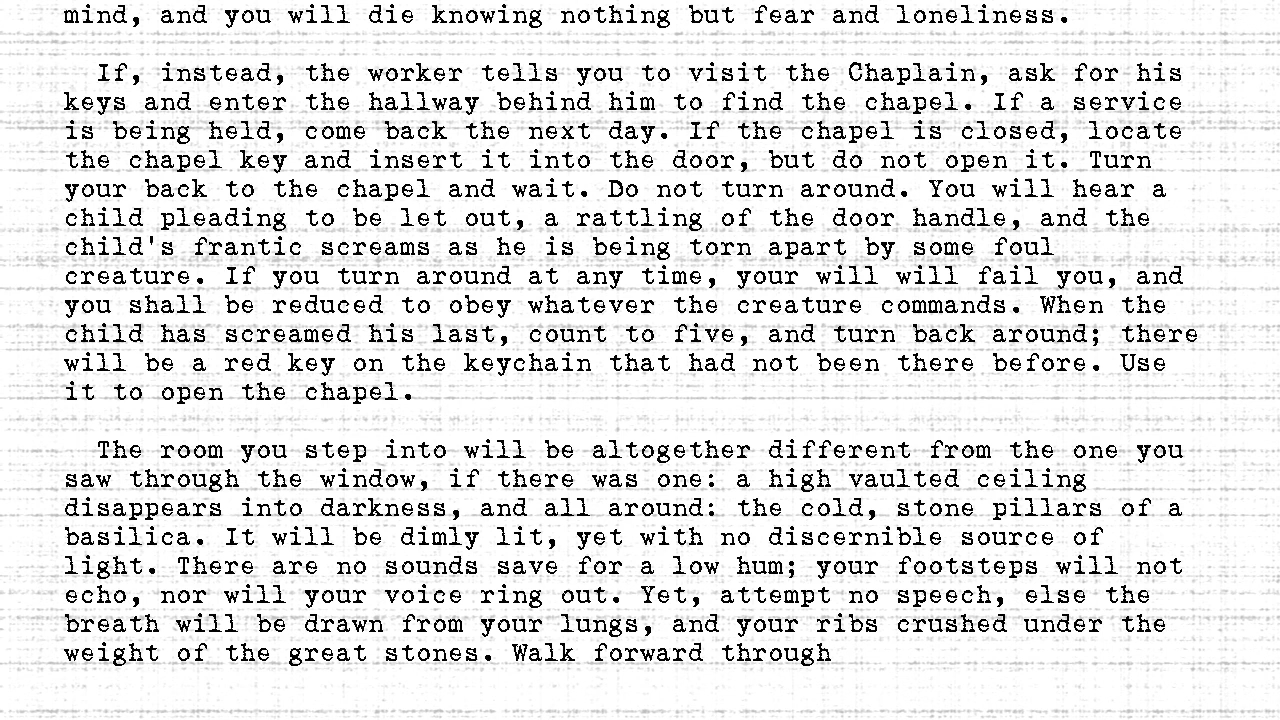 mind, and you will die knowing nothing but fear and loneliness.
If, instead, the worker tells you to visit the Chaplain, ask for his
keys and enter the hallway behind him to find the chapel. If a service
is being held, come back the next day. If the chapel is closed, locate
the chapel key and insert it into the door, but do not open it. Turn
your back to the chapel and wait. Do not turn around. You will hear a
child pleading to be let out, a rattling of the door handle, and the
child's frantic screams as he is being torn apart by some foul
creature. If you turn around at any time, your will will fail you, and
you shall be reduced to obey whatever the creature commands. When the
child has screamed his last, count to five, and turn back around; there
will be a red key on the keychain that had not been there before. Use
it to open the chapel.
The room you step into will be altogether different from the one you
saw through the window, if there was one: a high vaulted ceiling
disappears into darkness, and all around: the cold, stone pillars of a
basilica. It will be dimly lit, yet with no discernible source of
light. There are no sounds save for a low hum; your footsteps will not
echo, nor will your voice ring out. Yet, attempt no speech, else the
breath will be drawn from your lungs, and your ribs crushed under the
weight of the great stones. Walk forward through